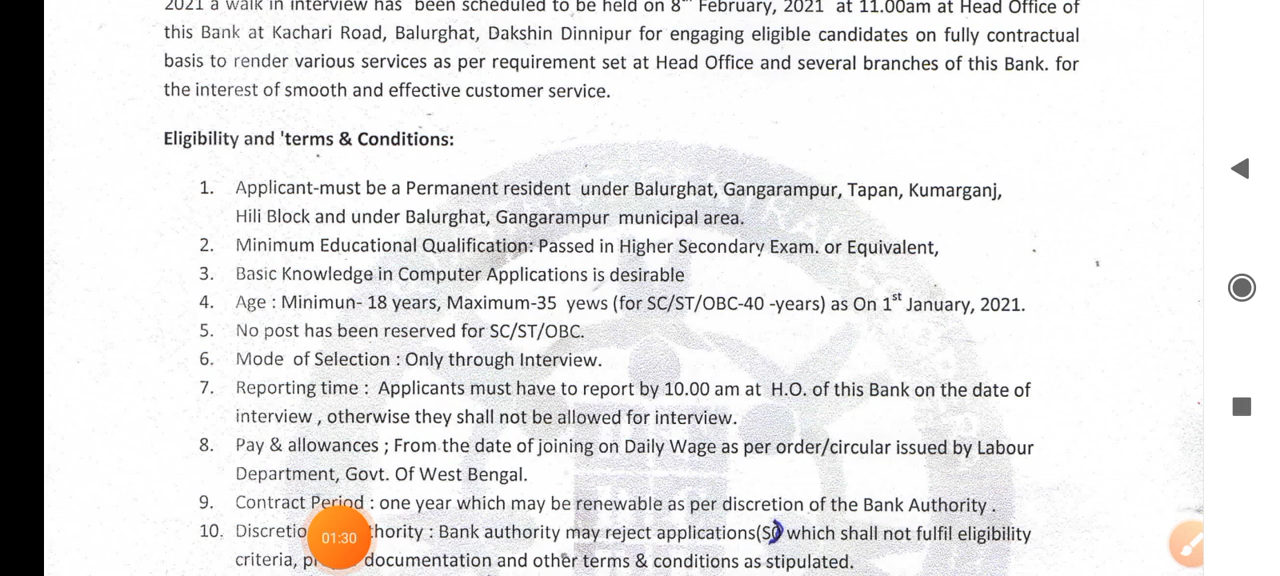 2021 a walk in interview has been scheduled to be held on 8th February, 2021 at 11.00am at Head Office of
this Bank at Kachari Road, Balurghat, Dakshin Dinnipur for engaging eligible candidates on fully contractual
basis to render various services as per requirement set at Head Office and several branches of this Bank. for
the interest of smooth and effective customer service.
Eligibility and 'terms & Conditions:
1. Applicant-must be a Permanent resident under Balurghat, Gangarampur, Tapan, Kumarganj,
Hili Block and under Balurghat, Gangarampur municipal area.
2. Minimum Educational Qualification: Passed in Higher Secondary Exam. or Equivalent,
3. Basic Knowledge in Computer Applications is desirable
4. Age : Minimun- 18 years, Maximum-35 yews (for SC/ST/OBC-40 -years) as On 1st January, 2021.
5. No post has been reserved for SC/ST/OBC.
6. Mode of Selection : Only through Interview.
7. Reporting time : Applicants must have to report by 10.00 am at H.O. of this Bank on the date of
interview , otherwise they shall not be allowed for interview.
8. Pay & allowances ; From the date of joining on Daily Wage as per order/circular issued by Labour
Department, Govt. Of West Bengal.
9. Contract Period : one year which may be renewable as per discretion of the Bank Authority .
10. Discretio thority : Bank authority may reject applications(S) which shall not fulfil eligibility
01:30
criteria, documentation and other terms & conditions as stipulated.